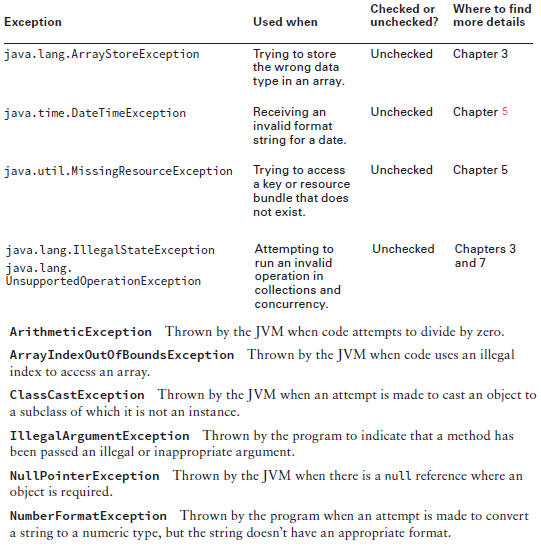 Exception Used when Checked or unchecked? Where to find more details
java.lang.ArrayStoreException Trying to store Unchecked Chapter 3
the wrong data
type in an array.
java.time.DateTimeException Receiving an Unchecked Chapter 5
invalid format
string for a date.
java.util.MissingResourceException Trying to access Unchecked Chapter 5
a key or resource
bundle that does
not exist.
java.lang.IllegalStateException Attempting to Unchecked Chapters 3
java.lang. run an invalid and 7
UnsupportedOperationException operation in
collections and
concurrency.
ArithmeticException Thrown by the JVM when code attempts to divide by zero.
ArrayIndexOutOfBoundsException Thrown by the JVM when code uses an illegal
index to access an array.
ClassCastException Thrown by the JVM when an attempt is made to cast an object to
a subclass of which it is not an instance.
IllegalArgumentException Thrown by the program to indicate that a method has
been passed an illegal or inappropriate argument.
NullPointerException Thrown by the JVM when there is a null reference where an
object is required.
NumberFormatException Thrown by the program when an attempt is made to convert
a string to a numeric type, but the string doesn't have an appropriate format.